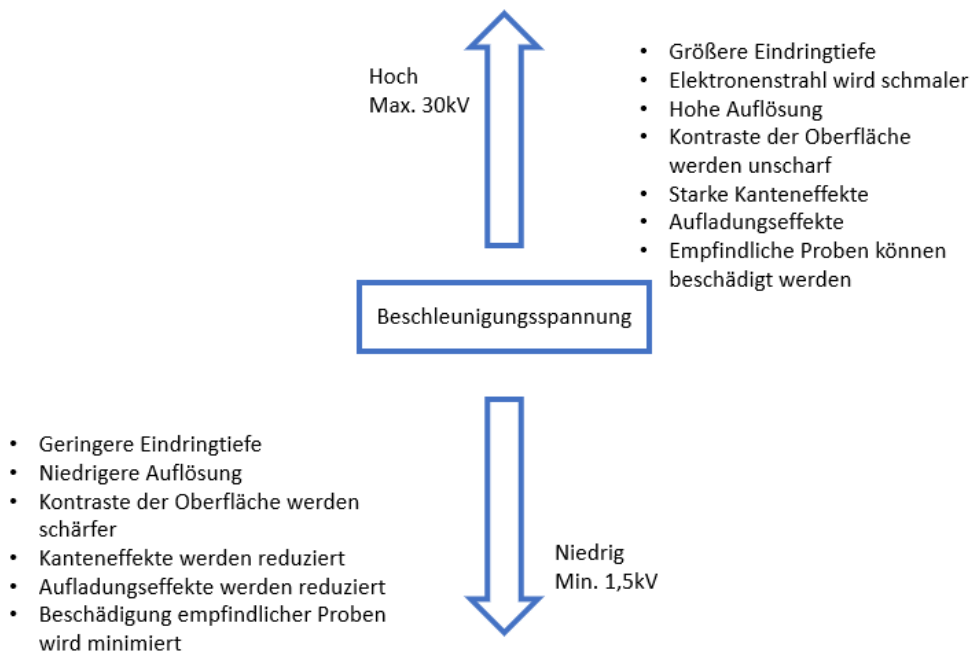 Hoch
Max. 30kV
• Größere Eindringtiefe
• Elektronenstrahl wird schmaler
• Hohe Auflösung
• Kontraste der Oberfläche
werden unscharf
• Starke Kanteneffekte
• Aufladungseffekte
• Empfindliche Proben können
beschädigt werden
Beschleunigungsspannung
• Geringere Eindringtiefe
• Niedrigere Auflösung
• Kontraste der Oberfläche werden
schärfer
• Kanteneffekte werden reduziert
• Aufladungseffekte werden reduziert
• Beschädigung empfindlicher Proben
wird minimiert
Niedrig
Min. 1,5kV